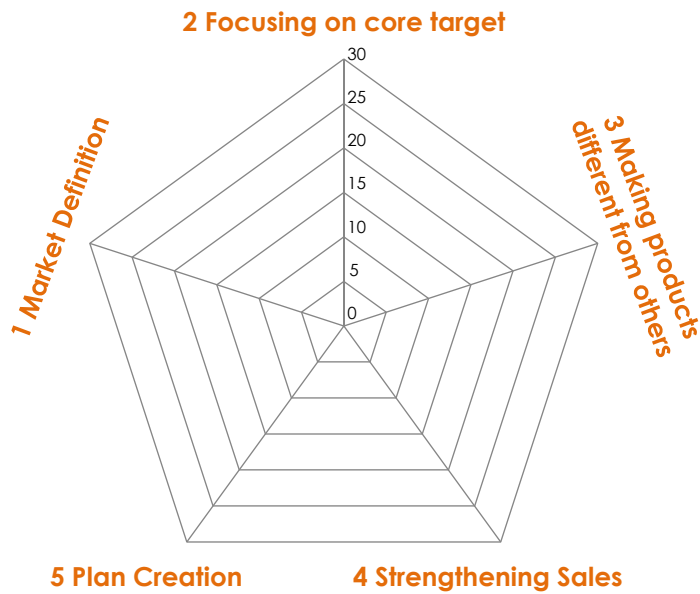 2 Focusing on core target
30
25
20
15
10
5
0
1 Market Definition
3 Making products
different from others
5 Plan Creation
4 Strengthening Sales